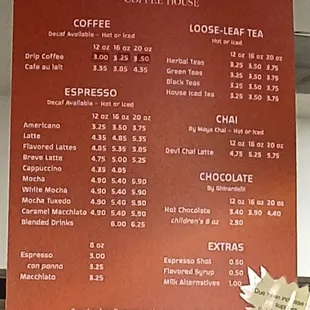 COFFEE HOUSE
COFFEE
Decaf Available - Hot or Iced
12 oz 16 oz 20 oz
Drip Coffee 3.00 3.25 3.50
Cafe au lait 3.35 3.85 4.35
ESPRESSO
Decaf Available - Hot or Iced
12 oz 16 oz 20 oz
Americano 3.25 3.50 3.75
Latte 4.35 4.85 5.35
Flavored Lattes 4.85 5.35
Breve Latte 4.75 5.00 5.25
Cappuccino 4.35 4.85
Mocha 4.90 5.40 5.90
White Mocha 4.90 5.40 5.90
Mocha Tuxedo 4.90 5.40 5.90
Caramel Macchiato 4.90 5.40 5.90
Blended Drinks 6.00 6.25
8 oz
Espresso 3.00
con panna 3.25
Macchiato 3.25
LOOSE-LEAF TEA
Hot or Iced
12 oz 16 oz 20 oz
Herbal Teas 3.25 3.50 3.75
Green Teas 3.25 3.50 3.75
Black Teas 3.25 3.50 3.75
House Iced Tea 3.25 3.50 3.75
CHAI
By Maya Chai - Hot or Iced
12 oz 16 oz 20 oz
Devi Chai Latte 4.75 5.25 5.75
CHOCOLATE
By Ghirardelli
12 oz 16 oz 20 oz
Hot Chocolate 3.40 3.90 4.40
children's 8 oz 2.90
EXTRAS
Espresso Shot 0.50
Flavored Syrup 0.50
Milk Alternatives 1.00
Due to an increase